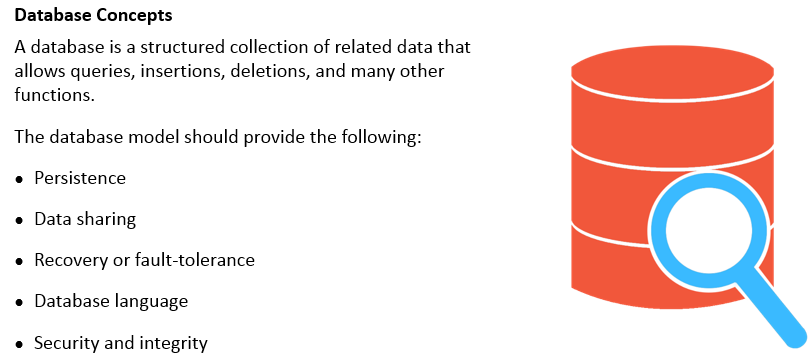 Database Concepts
A database is a structured collection of related data that
allows queries, insertions, deletions, and many other
functions.
The database model should provide the following:
• Persistence
• Data sharing
• Recovery or fault-tolerance
• Database language
• Security and integrity